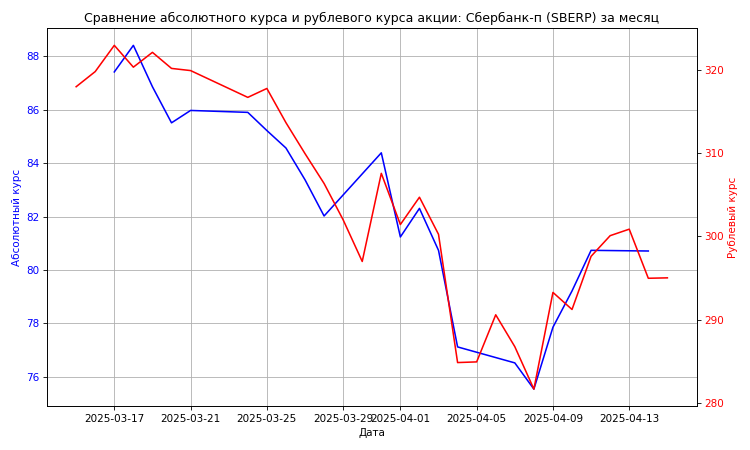 Сравнение абсолютного курса и рублевого курса акции: Сбербанк-п (SBERP) за месяц
88
86
84
82
80
78
76
Абсолютный курс
320
310
300
290
280
Рублевый курс
2025-03-17 2025-03-21 2025-03-25 2025-03-29 2025-04-01 2025-04-05 2025-04-09 2025-04-13
Дата